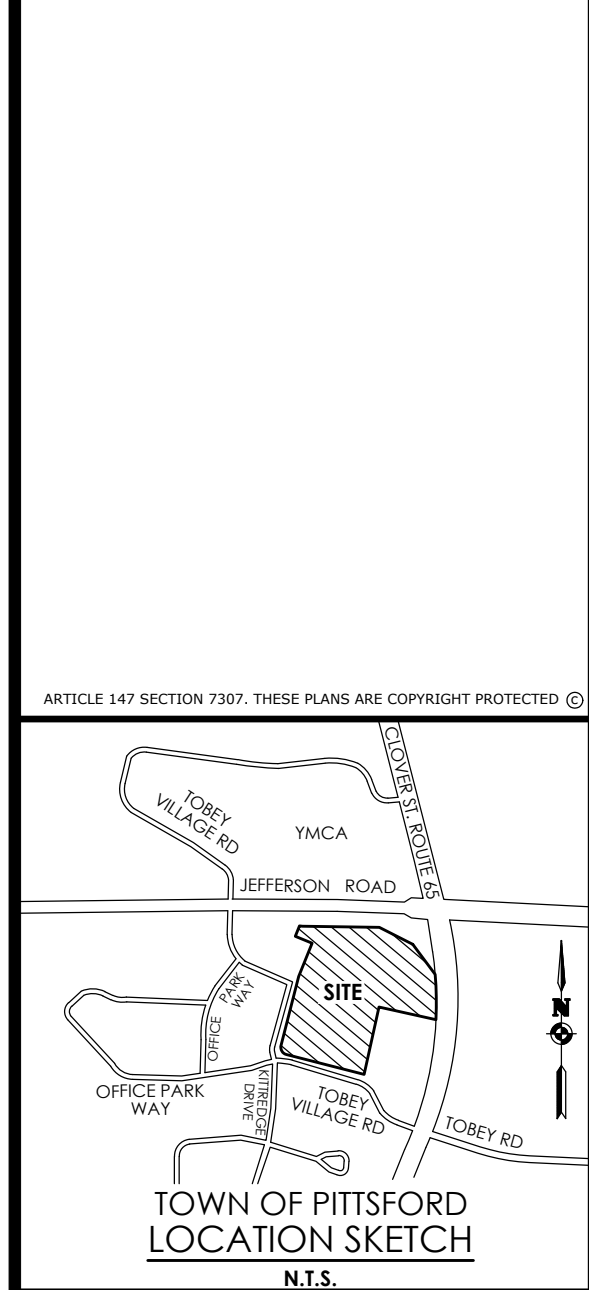 ARTICLE 147 SECTION 7307. THESE PLANS ARE COPYRIGHT PROTECTED ©
CLOVER ST. ROUTE 65
TOBEY
VILLAGE RD
YMCA
JEFFERSON ROAD
SITE
OFFICE PARK
WAY
N
OFFICE PARK
WAY
KITTREDGE
DRIVE
TOBEY
VILLAGE RD
TOBEY RD
TOWN OF PITTSFORD
LOCATION SKETCH
N.T.S.